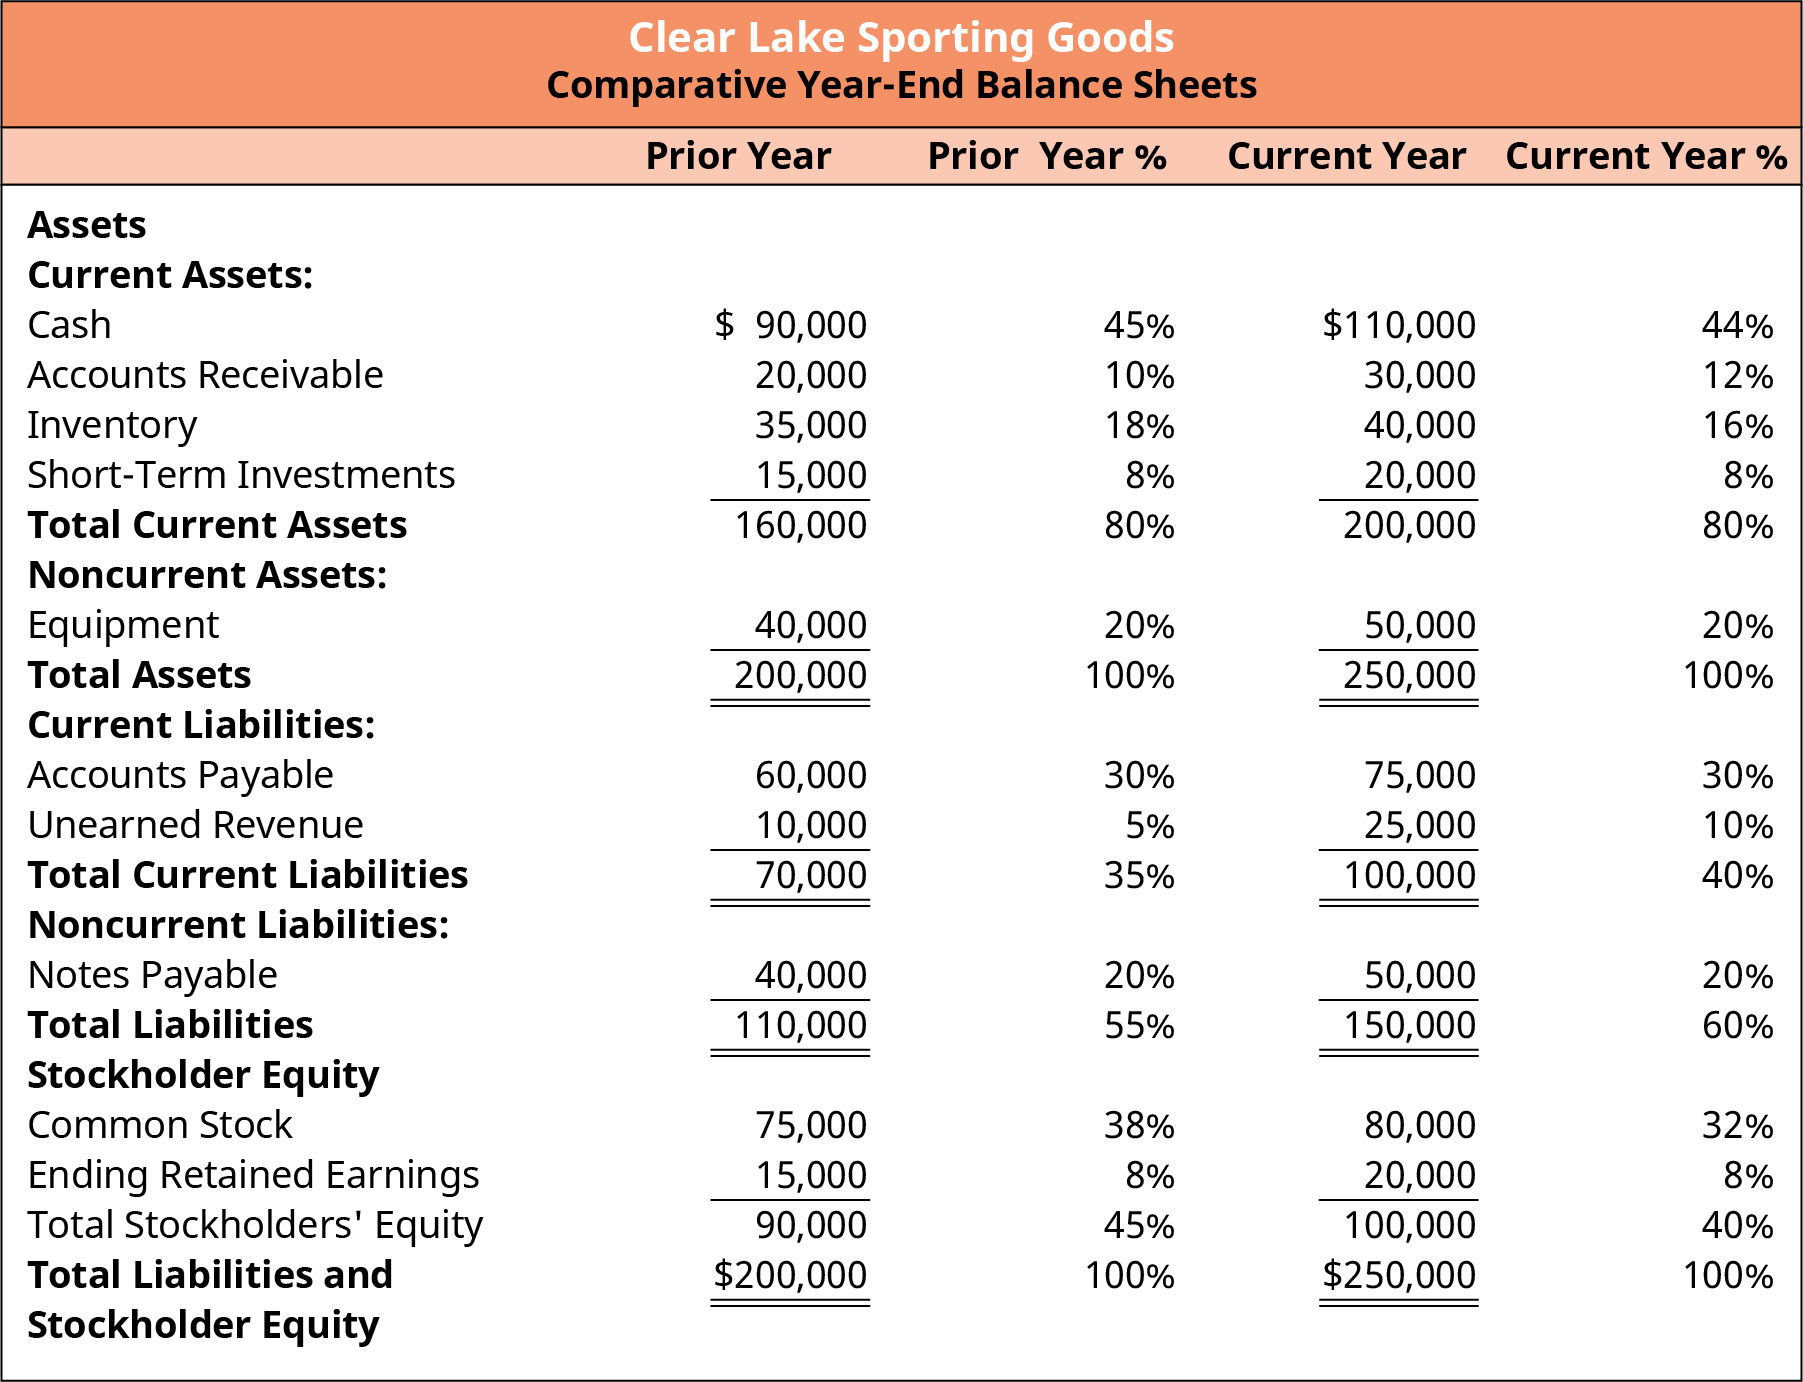 Clear Lake Sporting Goods
Comparative Year-End Balance Sheets
Prior Year Prior Year % Current Year Current Year %
Assets
Current Assets:
Cash $ 90,000 45% $110,000 44%
Accounts Receivable 20,000 10% 30,000 12%
Inventory 35,000 18% 40,000 16%
Short-Term Investments 15,000 8% 20,000 8%
Total Current Assets 160,000 80% 200,000 80%
Noncurrent Assets:
Equipment 40,000 20% 50,000 20%
Total Assets 200,000 100% 250,000 100%
Current Liabilities:
Accounts Payable 60,000 30% 75,000 30%
Unearned Revenue 10,000 5% 25,000 10%
Total Current Liabilities 70,000 35% 100,000 40%
Noncurrent Liabilities:
Notes Payable 40,000 20% 50,000 20%
Total Liabilities 110,000 55% 150,000 60%
Stockholder Equity
Common Stock 75,000 38% 80,000 32%
Ending Retained Earnings 15,000 8% 20,000 8%
Total Stockholders' Equity 90,000 45% 100,000 40%
Total Liabilities and $200,000 100% $250,000 100%
Stockholder Equity